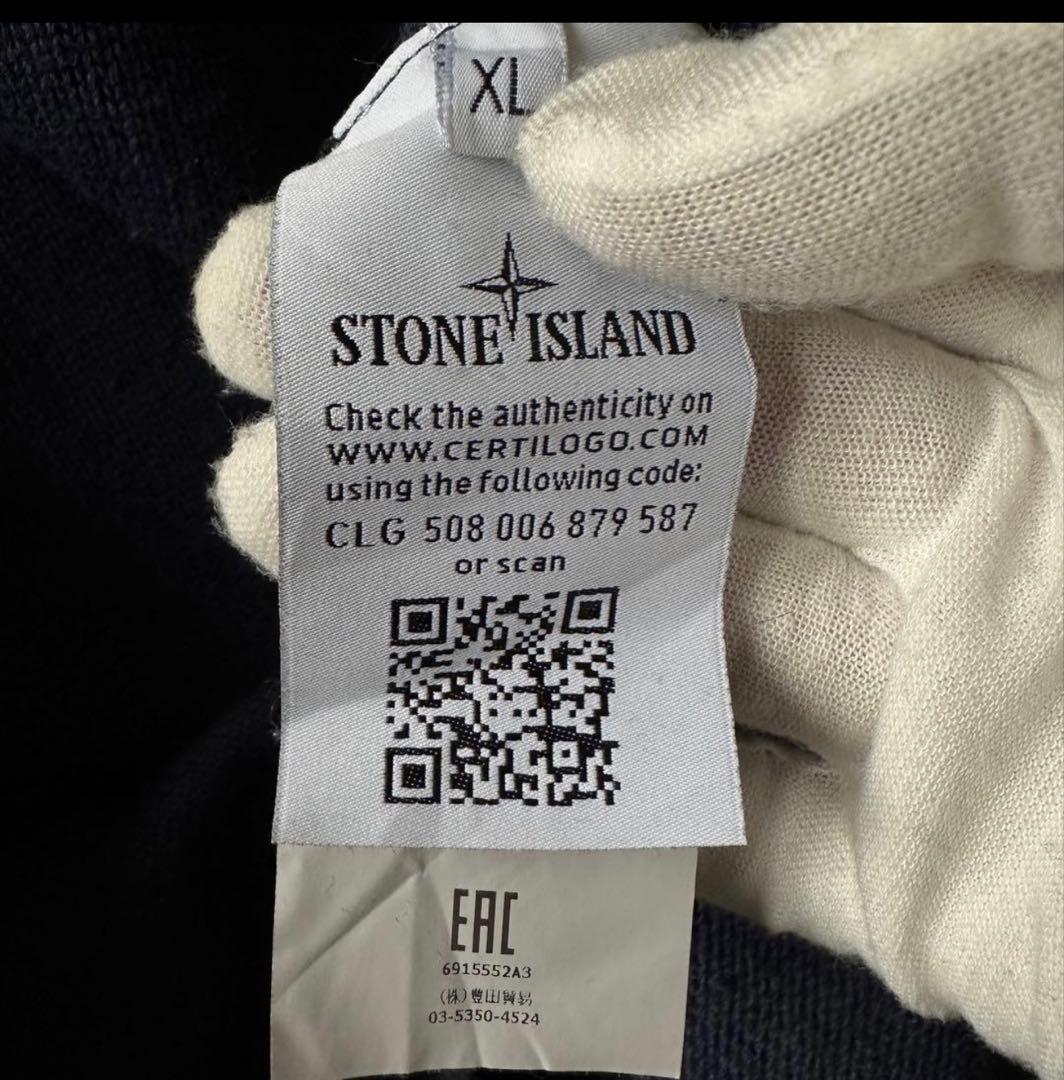 XL
STONE ISLAND
Check the authenticity on
WWW.CERTILOGO.COM
using the following code:
CLG 508 006 879 587
or scan
EAC
6915552A3
(株)豊田貿易
03-5350-4524